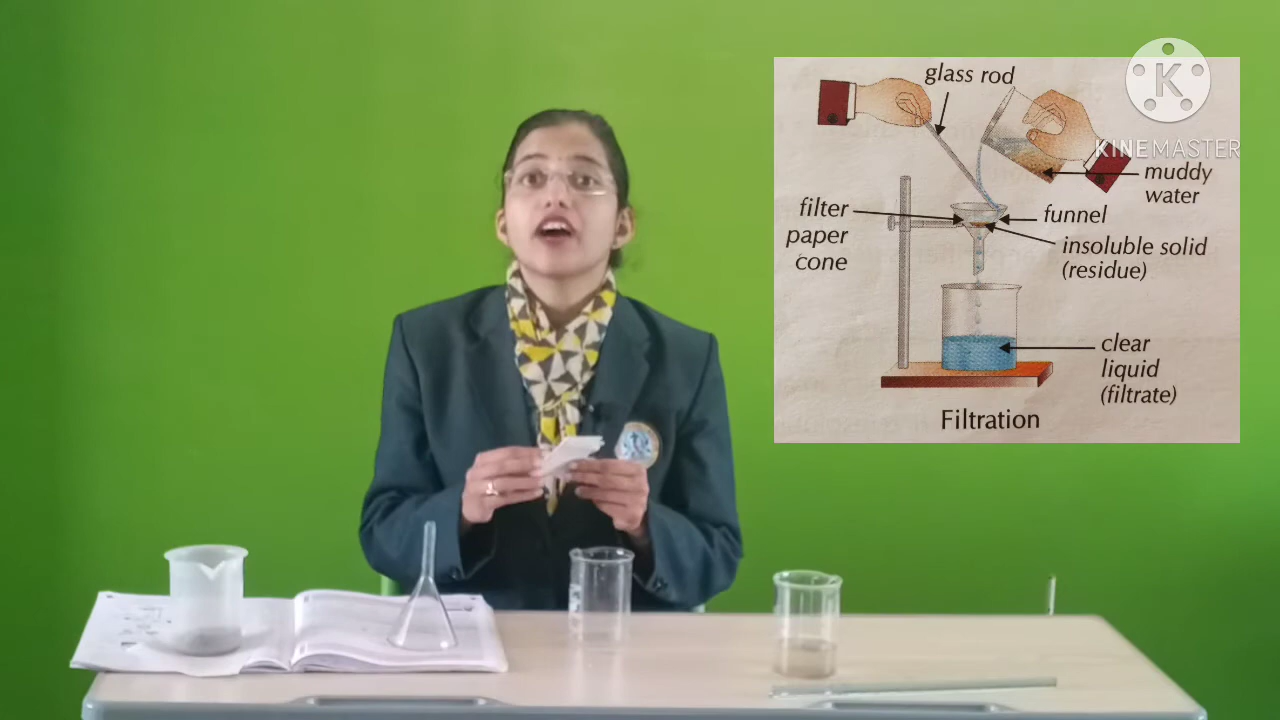 glass rod
KINEMASTER
muddy
water
filter
paper
cone
funnel
insoluble solid
(residue)
clear
liquid
(filtrate)
Filtration